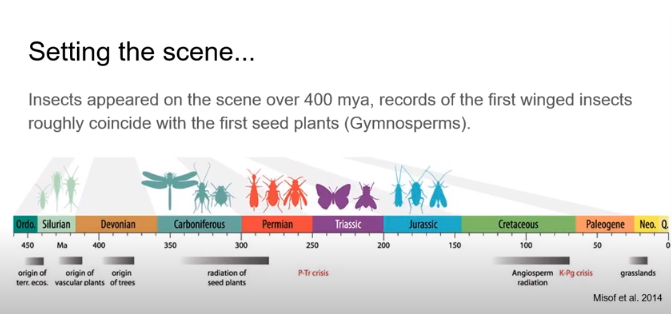 Setting the scene...
Insects appeared on the scene over 400 mya, records of the first winged insects
roughly coincide with the first seed plants (Gymnosperms).
Ordo. Silurian Devonian Carboniferous Permian Triassic Jurassic Cretaceous Paleogene Neo. Q.
450 Ma 400 350 300 250 200 150 100 50 0
origin of terr. ecos.
origin of vascular plants
origin of trees
radiation of seed plants
P-Tr crisis
Angiosperm radiation
K-Pg crisis
grasslands
Misof et al. 2014